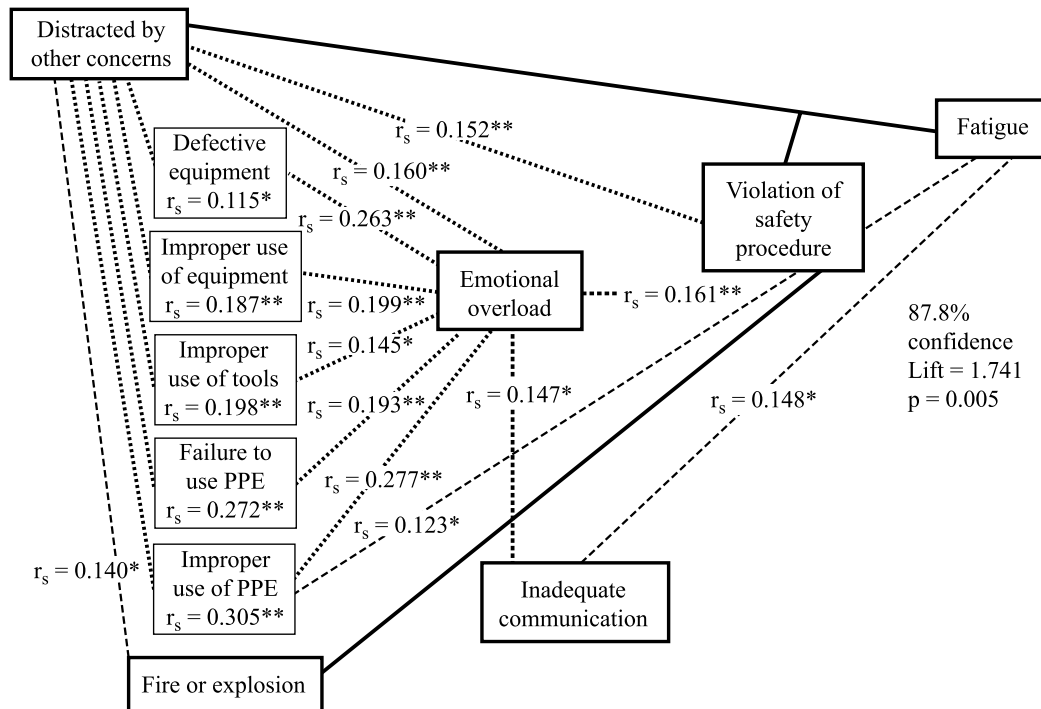 Distracted by
other concerns
Fatigue
r_s = 0.152**
Defective
equipment
r_s = 0.115*
r_s = 0.160**
Violation of
safety
procedure
r_s = 0.263**
Improper use
of equipment
r_s = 0.187**
Emotional
overload
r_s = 0.161**
r_s = 0.199**
87.8%
confidence
Lift = 1.741
p = 0.005
r_s = 0.145*
Improper
use of tools
r_s = 0.198**
r_s = 0.193**
r_s = 0.147*
r_s = 0.148*
Failure to
use PPE
r_s = 0.272**
r_s = 0.277**
r_s = 0.123*
r_s = 0.140*
Improper
use of PPE
r_s = 0.305**
Inadequate
communication
Fire or explosion